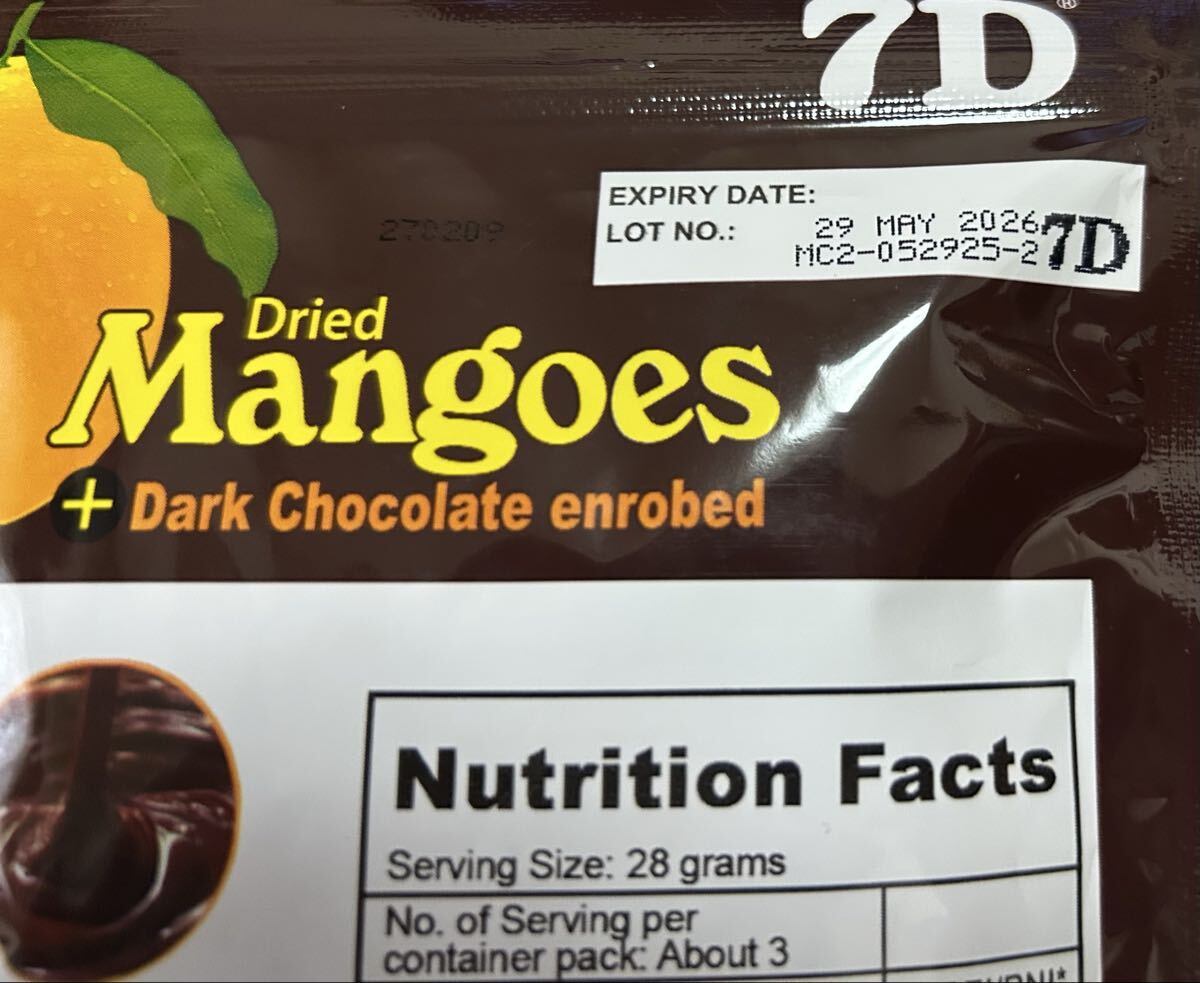 7D®
EXPIRY DATE:
LOT NO.:
29 MAY 2026
MC2-052925-2
7D
270209
Dried
Mangoes
+ Dark Chocolate enrobed
Nutrition Facts
Serving Size: 28 grams
No. of Serving per
container pack: About 3